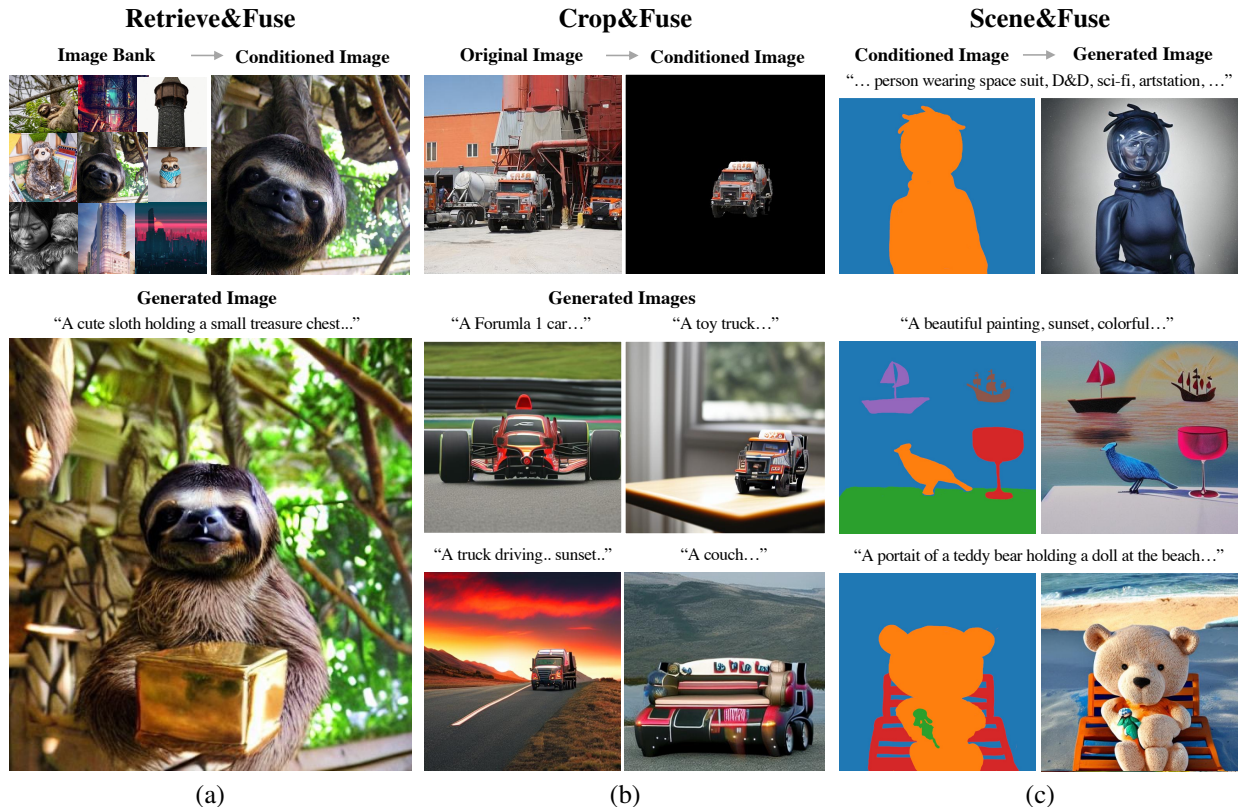 Retrieve&Fuse
Image Bank
Conditioned Image
Generated Image
“A cute sloth holding a small treasure chest...”
(a)
Crop&Fuse
Original Image
Conditioned Image
Generated Images
“A Forumla 1 car…”
“A toy truck…”
“A truck driving.. sunset..”
“A couch…”
(b)
Scene&Fuse
Conditioned Image
Generated Image
“… person wearing space suit, D&D, sci-fi, artstation, …”
“A beautiful painting, sunset, colorful…”
“A portait of a teddy bear holding a doll at the beach…”
(c)